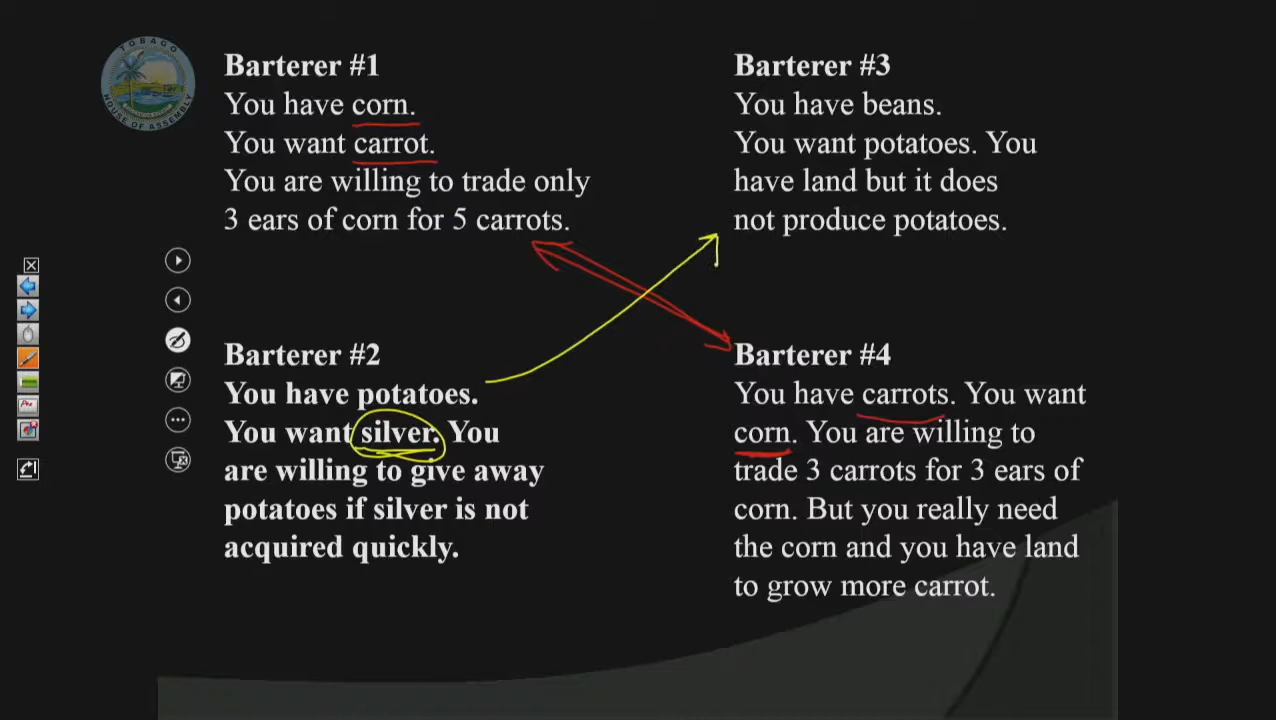 TOBAGO
HOUSE OF ASSEMBLY
Barterer #1
You have corn.
You want carrot.
You are willing to trade only
3 ears of corn for 5 carrots.
Barterer #2
You have potatoes.
You want silver. You
are willing to give away
potatoes if silver is not
acquired quickly.
Barterer #3
You have beans.
You want potatoes. You
have land but it does
not produce potatoes.
Barterer #4
You have carrots. You want
corn. You are willing to
trade 3 carrots for 3 ears of
corn. But you really need
the corn and you have land
to grow more carrot.